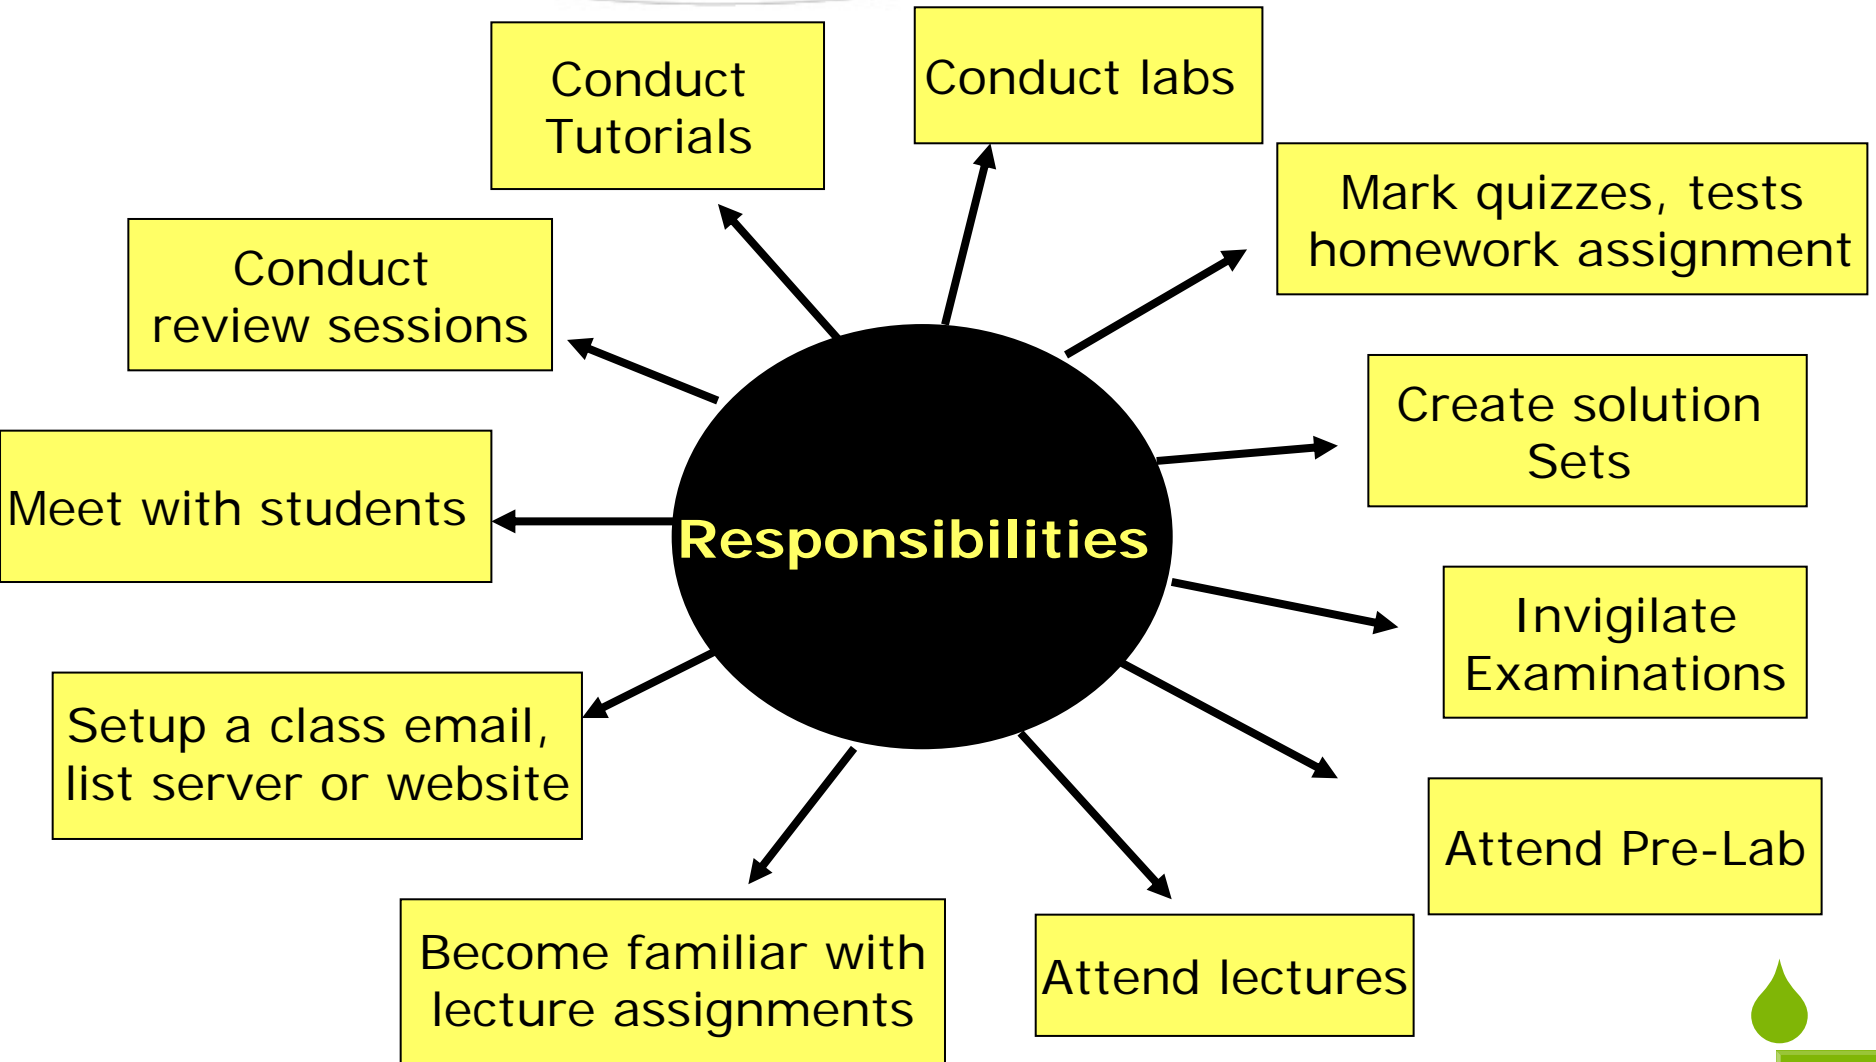 Conduct
Tutorials
Conduct labs
Mark quizzes, tests
homework assignment
Conduct
review sessions
Create solution
Sets
Meet with students
Responsibilities
Invigilate
Examinations
Setup a class email,
list server or website
Attend Pre-Lab
Become familiar with
lecture assignments
Attend lectures